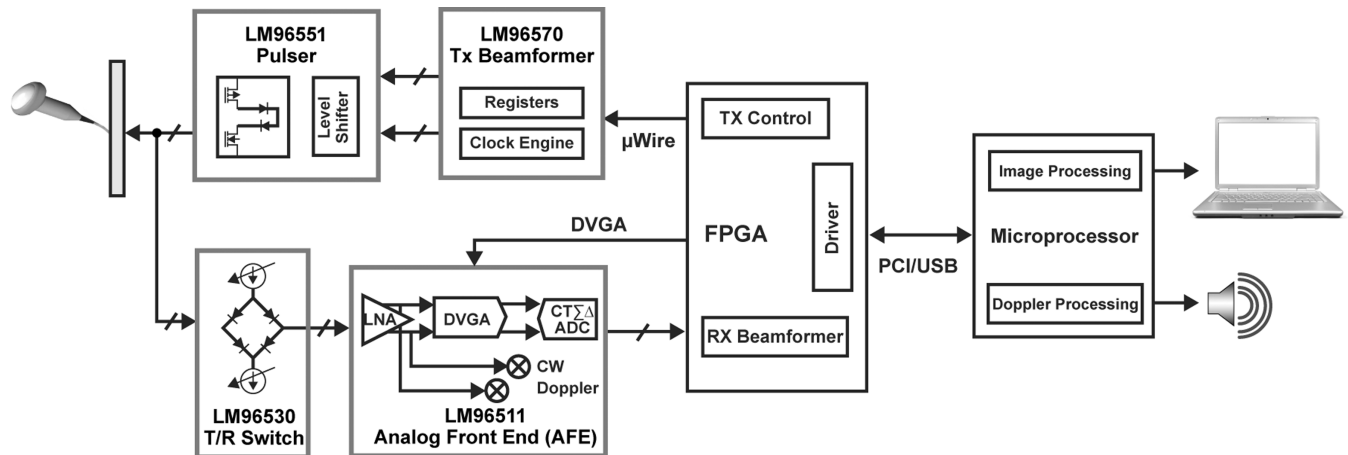 LM96551
Pulser
Level
Shifter
LM96570
Tx Beamformer
Registers
Clock Engine
µWire
TX Control
FPGA
Driver
RX Beamformer
DVGA
PCI/USB
Image Processing
Microprocessor
Doppler Processing
LM96530
T/R Switch
LNA
DVGA
CT∑∆
ADC
CW
Doppler
LM96511
Analog Front End (AFE)